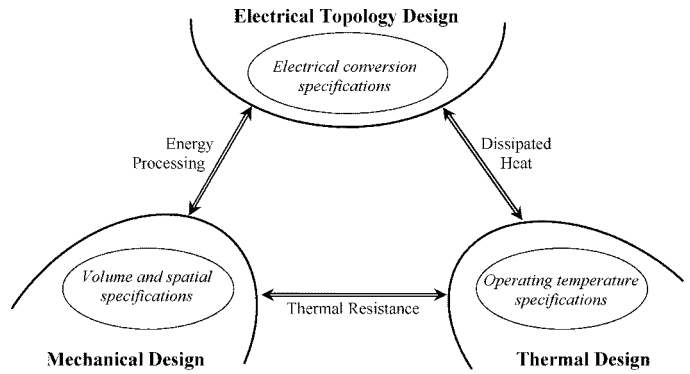 Electrical Topology Design
Electrical conversion
specifications
Energy
Processing
Dissipated
Heat
Volume and spatial
specifications
Thermal Resistance
Operating temperature
specifications
Mechanical Design
Thermal Design